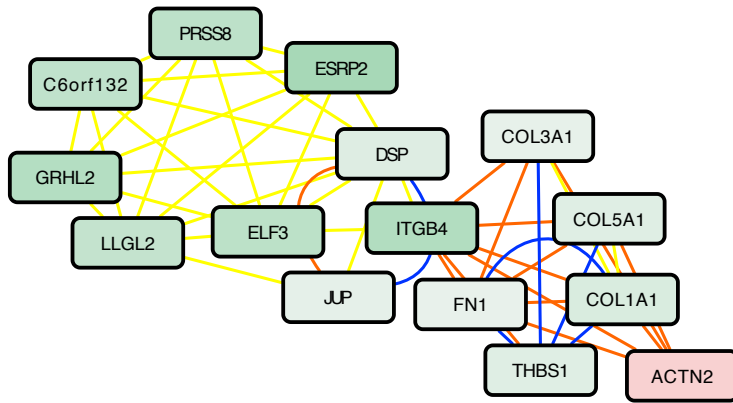 PRSS8
ESRP2
C6orf132
COL3A1
DSP
GRHL2
COL5A1
LLGL2
ELF3
ITGB4
JUP
FN1
COL1A1
THBS1
ACTN2